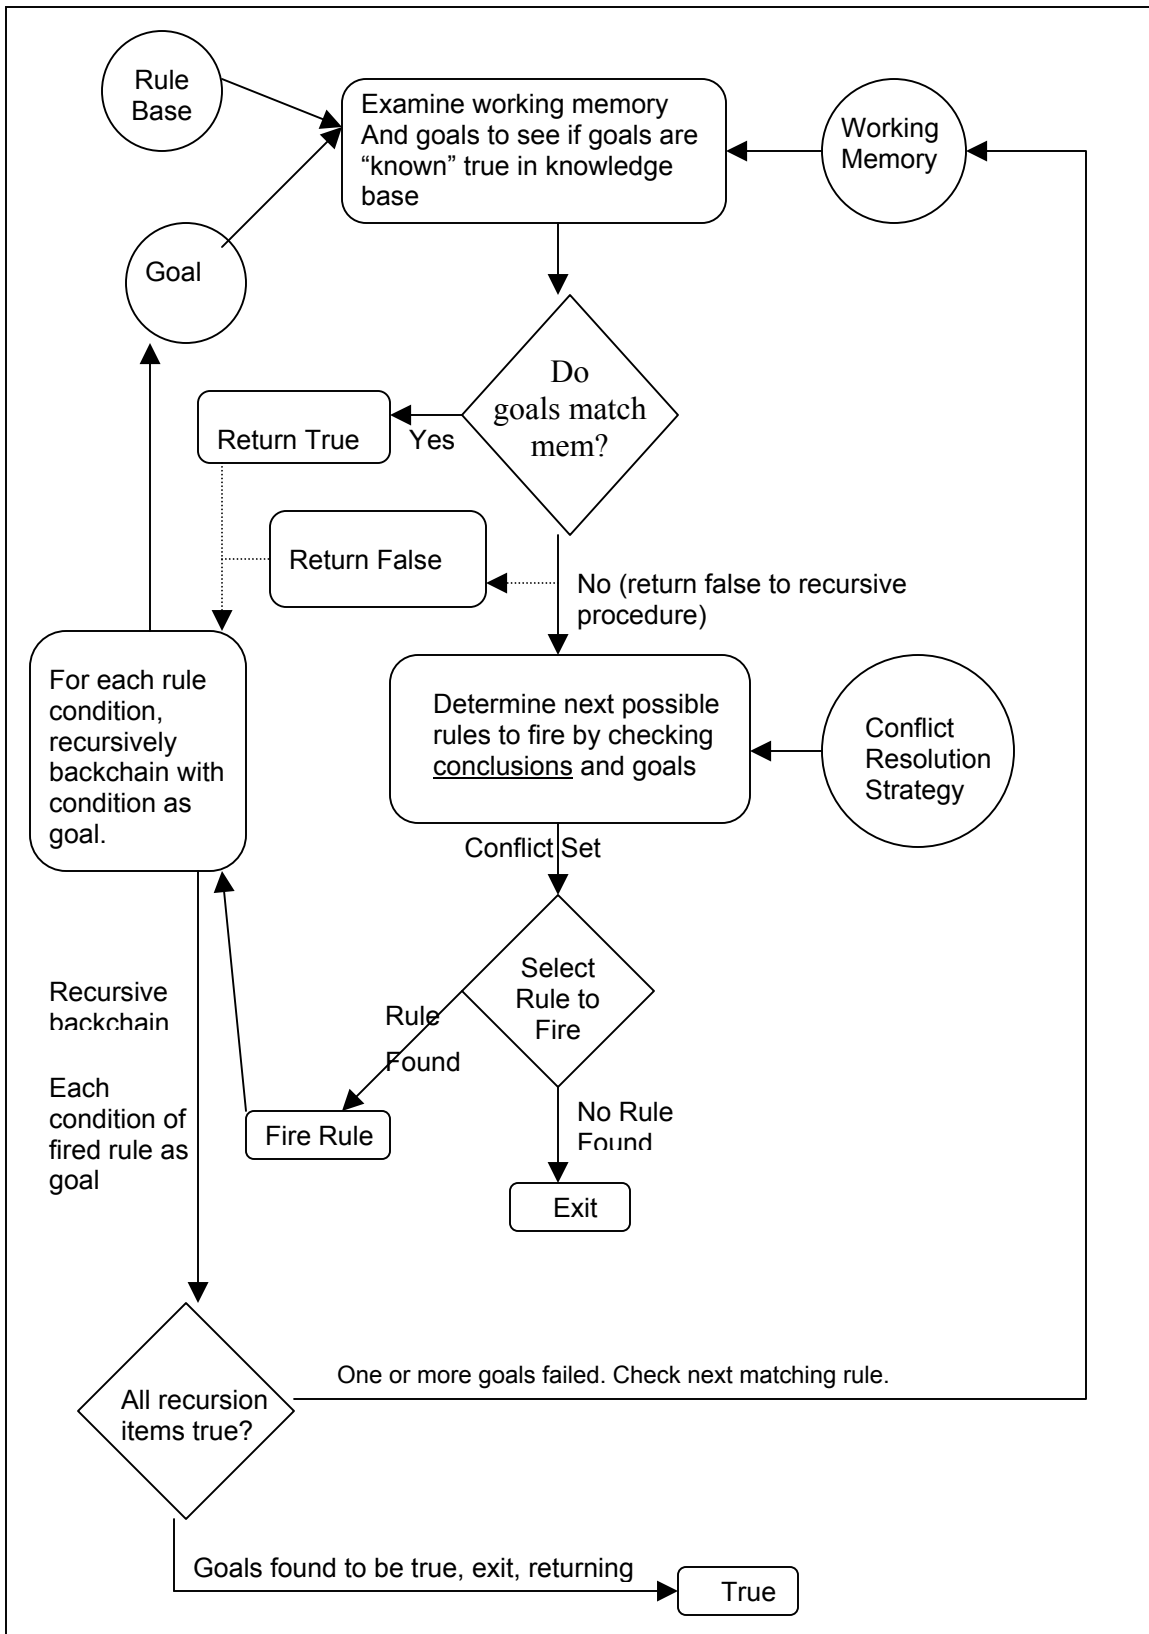 Rule
Base
Examine working memory
And goals to see if goals are
“known” true in knowledge
base
Working
Memory
Goal
Do
goals match
mem?
Return True
Yes
Return False
No (return false to recursive
procedure)
For each rule
condition,
recursively
backchain with
condition as
goal.
Determine next possible
rules to fire by checking
conclusions and goals
Conflict
Resolution
Strategy
Conflict Set
Select
Rule to
Fire
Rule
Found
Recursive
backchain
Each
condition of
fired rule as
goal
Fire Rule
No Rule
Found
Exit
One or more goals failed. Check next matching rule.
All recursion
items true?
Goals found to be true, exit, returning
True